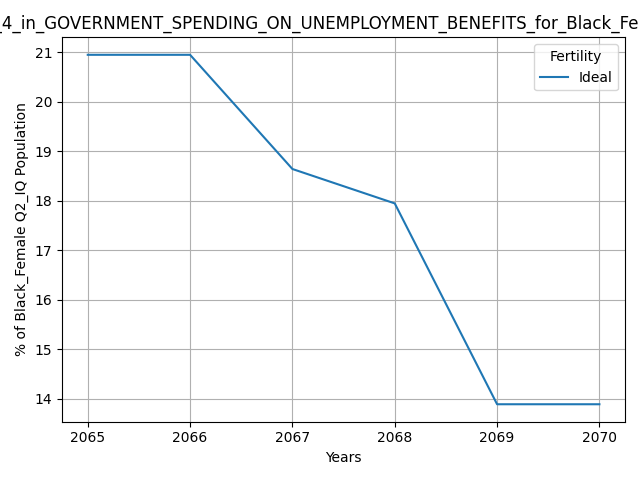 _4_in_GOVERNMENT_SPENDING_ON_UNEMPLOYMENT_BENEFITS_for_Black_Fe
Fertility
Ideal
21
20
19
18
17
16
15
14
% of Black_Female Q2_IQ Population
2065 2066 2067 2068 2069 2070
Years